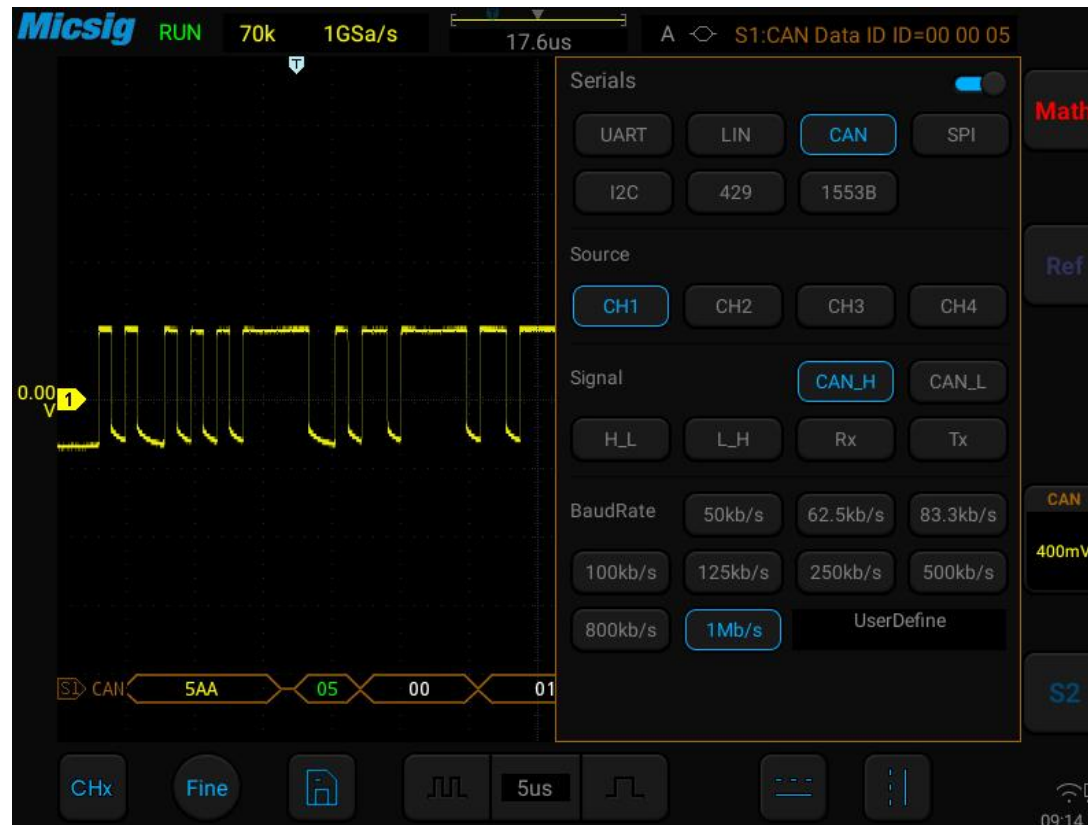 Micsig RUN 70k 1GSa/s 17.6us A S1:CAN Data ID ID=00 00 05
T
Serials
Math
UART LIN CAN SPI
I2C 429 1553B
Source
Ref
CH1 CH2 CH3 CH4
Signal CAN_H CAN_L
0.00 V 1
H_L L_H Rx Tx
CAN
BaudRate 50kb/s 62.5kb/s 83.3kb/s
400mV
100kb/s 125kb/s 250kb/s 500kb/s
800kb/s 1Mb/s UserDefine
S1 CAN 5AA 05 00 01
S2
CHx Fine 5us
09:14